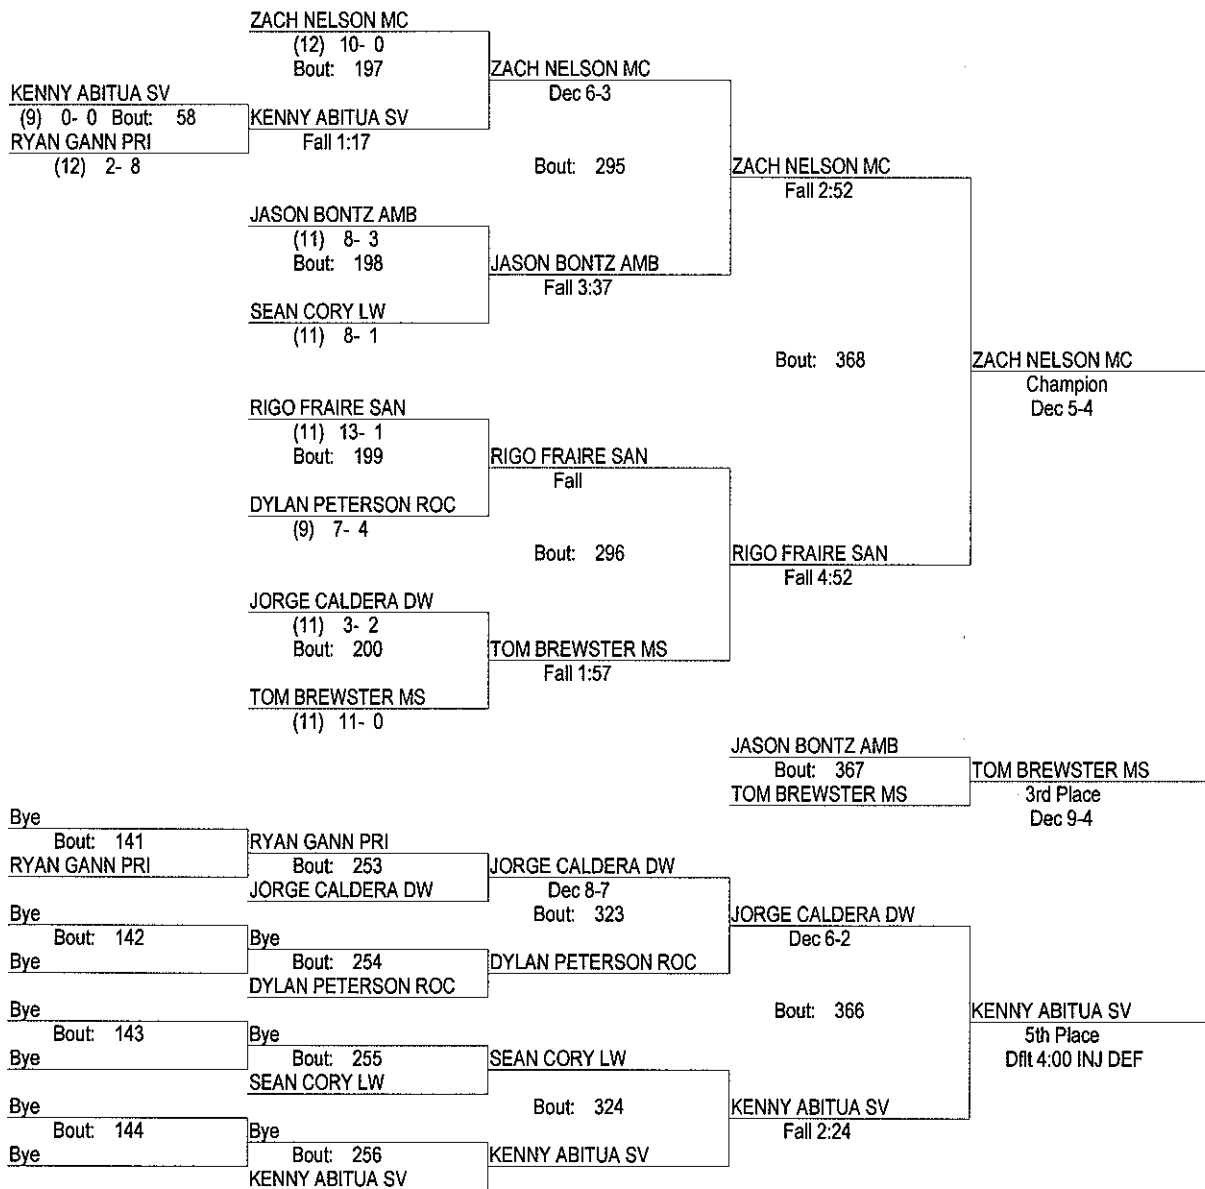 ZACH NELSON MC
(12) 10- 0
Bout: 197
ZACH NELSON MC
Dec 6-3
KENNY ABITUA SV
(9) 0- 0 Bout: 58
KENNY ABITUA SV
RYAN GANN PRI
Fall 1:17
(12) 2- 8
Bout: 295
ZACH NELSON MC
Fall 2:52
JASON BONTZ AMB
(11) 8- 3
Bout: 198
JASON BONTZ AMB
Fall 3:37
SEAN CORY LW
(11) 8- 1
Bout: 368
ZACH NELSON MC
Champion
Dec 5-4
RIGO FRAIRE SAN
(11) 13- 1
Bout: 199
RIGO FRAIRE SAN
Fall
DYLAN PETERSON ROC
(9) 7- 4
Bout: 296
RIGO FRAIRE SAN
Fall 4:52
JORGE CALDERA DW
(11) 3- 2
Bout: 200
TOM BREWSTER MS
Fall 1:57
TOM BREWSTER MS
(11) 11- 0
JASON BONTZ AMB
Bout: 367
TOM BREWSTER MS
TOM BREWSTER MS
3rd Place
Dec 9-4
Bye
Bout: 141
RYAN GANN PRI
RYAN GANN PRI
Bout: 253
JORGE CALDERA DW
JORGE CALDERA DW
Dec 8-7
Bout: 323
JORGE CALDERA DW
Dec 6-2
Bye
Bout: 142
Bye
Bye
Bout: 254
DYLAN PETERSON ROC
DYLAN PETERSON ROC
Bout: 366
KENNY ABITUA SV
5th Place
Dflt 4:00 INJ DEF
Bye
Bout: 143
Bye
Bye
Bout: 255
SEAN CORY LW
SEAN CORY LW
Bout: 324
KENNY ABITUA SV
Fall 2:24
Bye
Bout: 144
Bye
Bye
Bout: 256
KENNY ABITUA SV
KENNY ABITUA SV